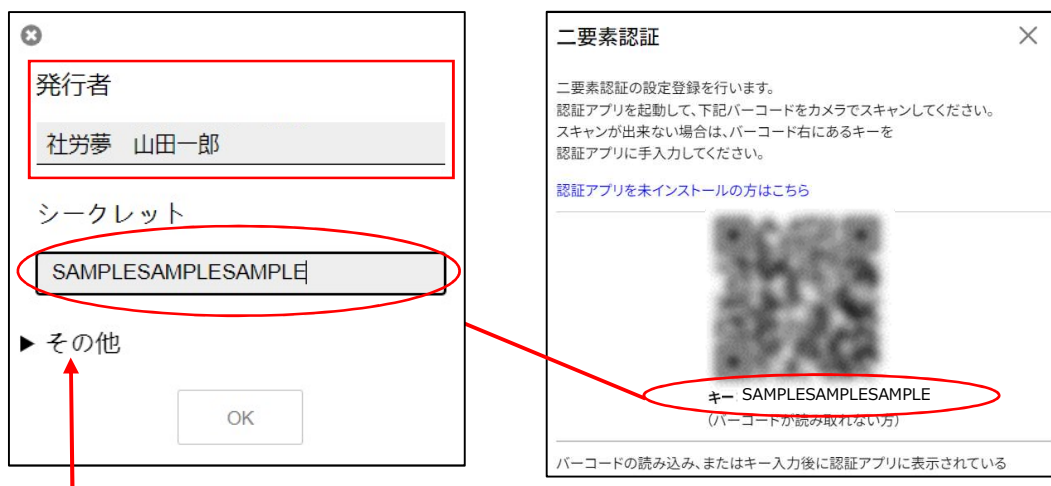 発行者
社労夢　山田一郎
シークレット
SAMPLESAMPLESAMPLE
▶ その他
OK
二要素認証
二要素認証の設定登録を行います。
認証アプリを起動して、下記バーコードをカメラでスキャンしてください。
スキャンが出来ない場合は、バーコード右にあるキーを
認証アプリに手入力してください。
認証アプリを未インストールの方はこちら
キー SAMPLESAMPLESAMPLE
(バーコードが読み取れない方)
バーコードの読み込み、またはキー入力後に認証アプリに表示されている